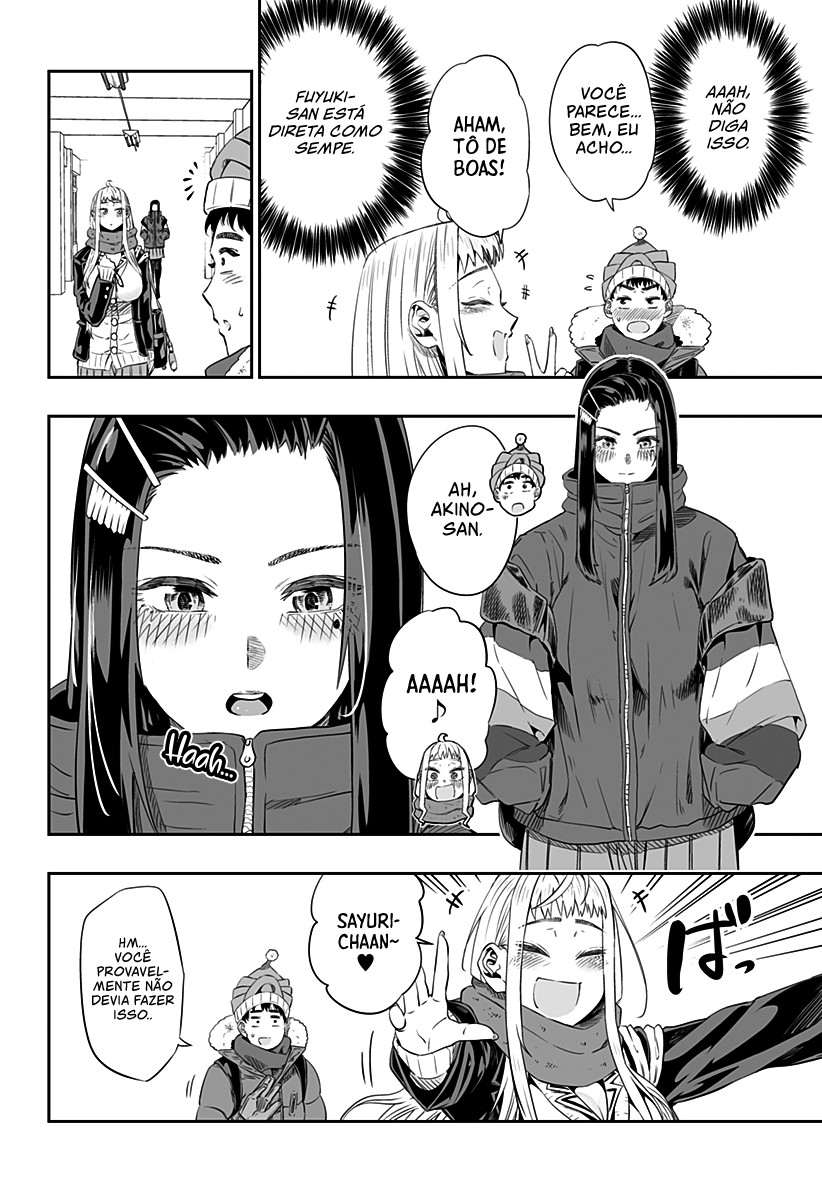 AAAH,
NÃO
DIGA
ISSO.
VOCÊ
PARECE...
BEM, EU
ACHO...
AHAM,
TÔ DE
BOAS!
FUYUKI-
SAN ESTÁ
DIRETA COMO
SEMPE.
AH,
AKINO-
SAN.
AAAAH!
♪
Haah...
ばっ
SAYURI-
CHAAN~
♥
HM...
VOCÊ
PROVAVEL-
MENTE NÃO
DEVIA FAZER
ISSO..